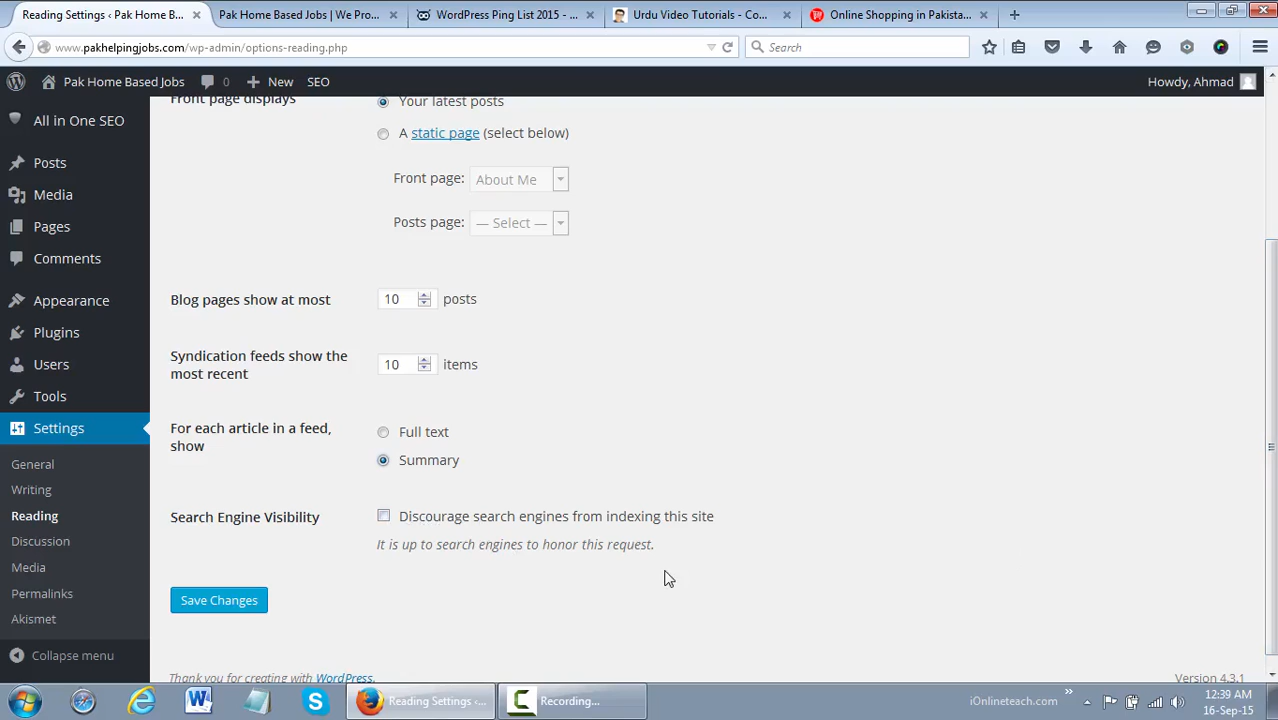 Reading Settings ‹ Pak Home B...
Pak Home Based Jobs | We Pro...
WordPress Ping List 2015 - ...
Urdu Video Tutorials - Co...
Online Shopping in Pakista...
www.pakhelpingjobs.com/wp-admin/options-reading.php
Search
Pak Home Based Jobs
0
New
SEO
Howdy, Ahmad
All in One SEO
Posts
Media
Pages
Comments
Appearance
Plugins
Users
Tools
Settings
General
Writing
Reading
Discussion
Media
Permalinks
Akismet
Collapse menu
Front page displays
Your latest posts
A static page (select below)
Front page: About Me
Posts page: — Select —
Blog pages show at most
10 posts
Syndication feeds show the most recent
10 items
For each article in a feed, show
Full text
Summary
Search Engine Visibility
Discourage search engines from indexing this site
It is up to search engines to honor this request.
Save Changes
Thank you for creating with WordPress.
Version 4.3.1
Reading Settings ‹...
Recording...
iOnlineteach.com
12:39 AM
16-Sep-15